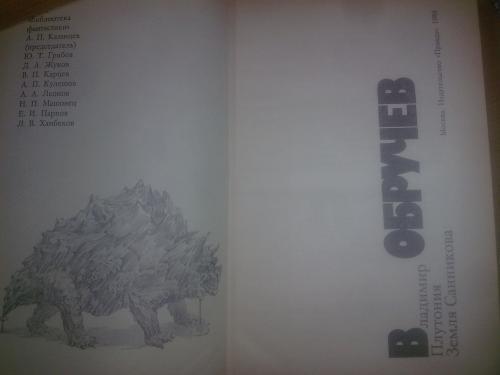 «Библиотека
фантастики»
А. П. Казанцев
(председатель)
Ю. Т. Грибов
Д. А. Жуков
В. П. Карцев
А. П. Кулешов
А. А. Леонов
Н. П. Машовец
Е. И. Парнов
Л. В. Ханбеков
Владимир
ОБРУЧЕВ
Плутония
Земля Санникова
Москва. Издательство «Правда» 1988